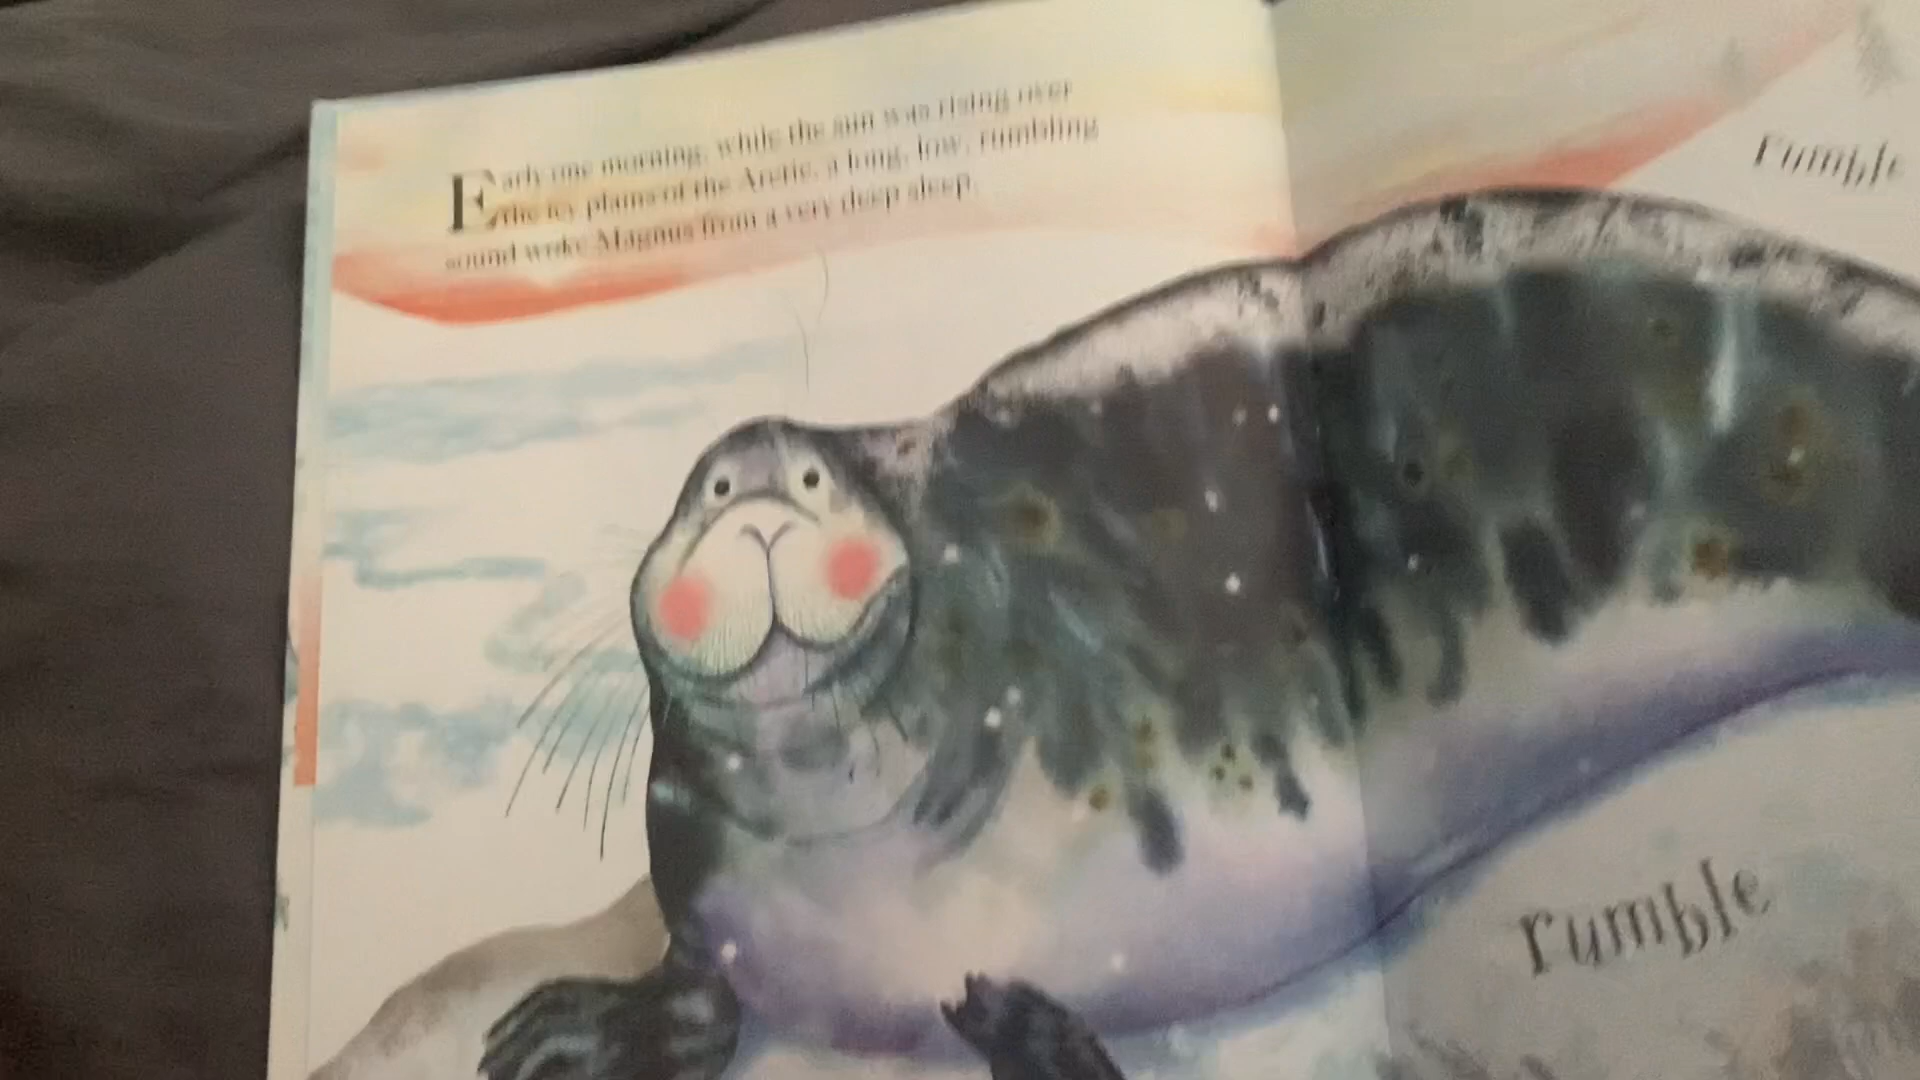 Early one morning, while the sun was rising over
the icy plains of the Arctic, a long, low, rumbling
sound woke Magnus from a very deep sleep.
rumble
rumble